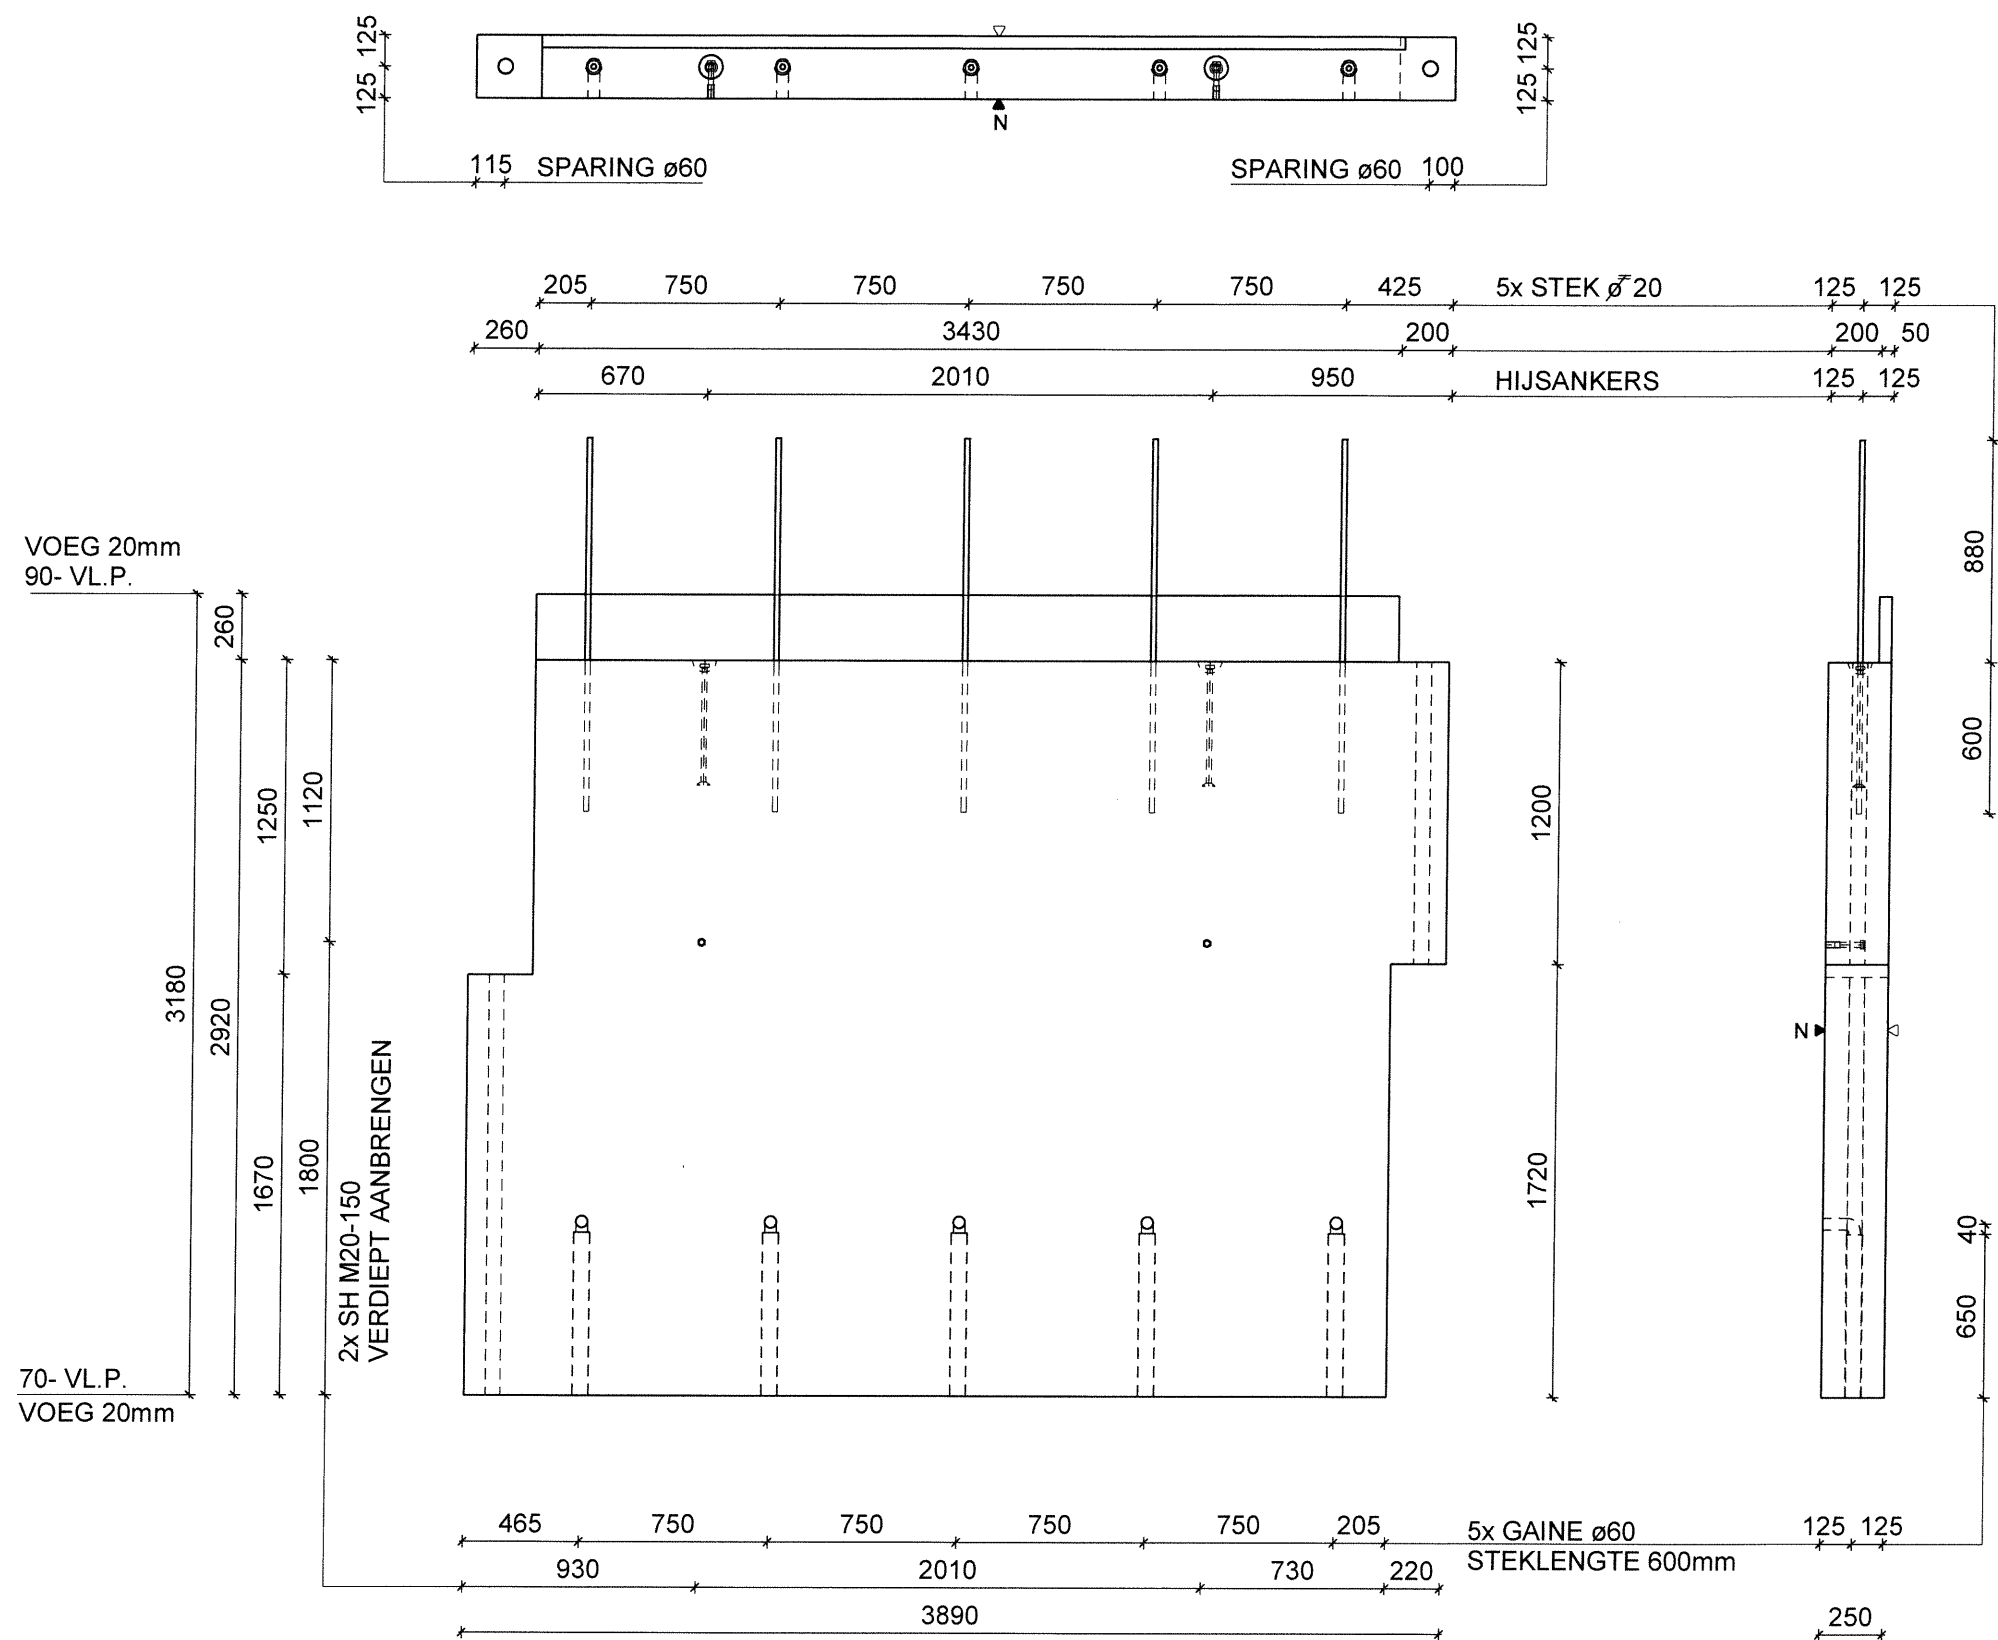 125
125
125
125
N
115 SPARING ø60
SPARING ø60 100
205 750 750 750 750 425 5x STEK ø 20 125 125
260 3430 200 200 50
670 2010 950 HIJSANKERS 125 125
VOEG 20mm
90- VL.P.
260
880
600
1250
1120
1200
3180
2920
N
1670
1800
2x SH M20-150
VERDIEPT AANBRENGEN
1720
40
650
70- VL.P.
VOEG 20mm
465 750 750 750 750 205 5x GAINE ø60 125 125
STEKLENGTE 600mm
930 2010 730 220
3890 250